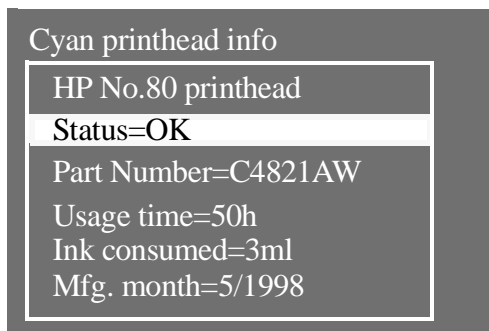 Cyan printhead info
HP No.80 printhead
Status=OK
Part Number=C4821AW
Usage time=50h
Ink consumed=3ml
Mfg. month=5/1998